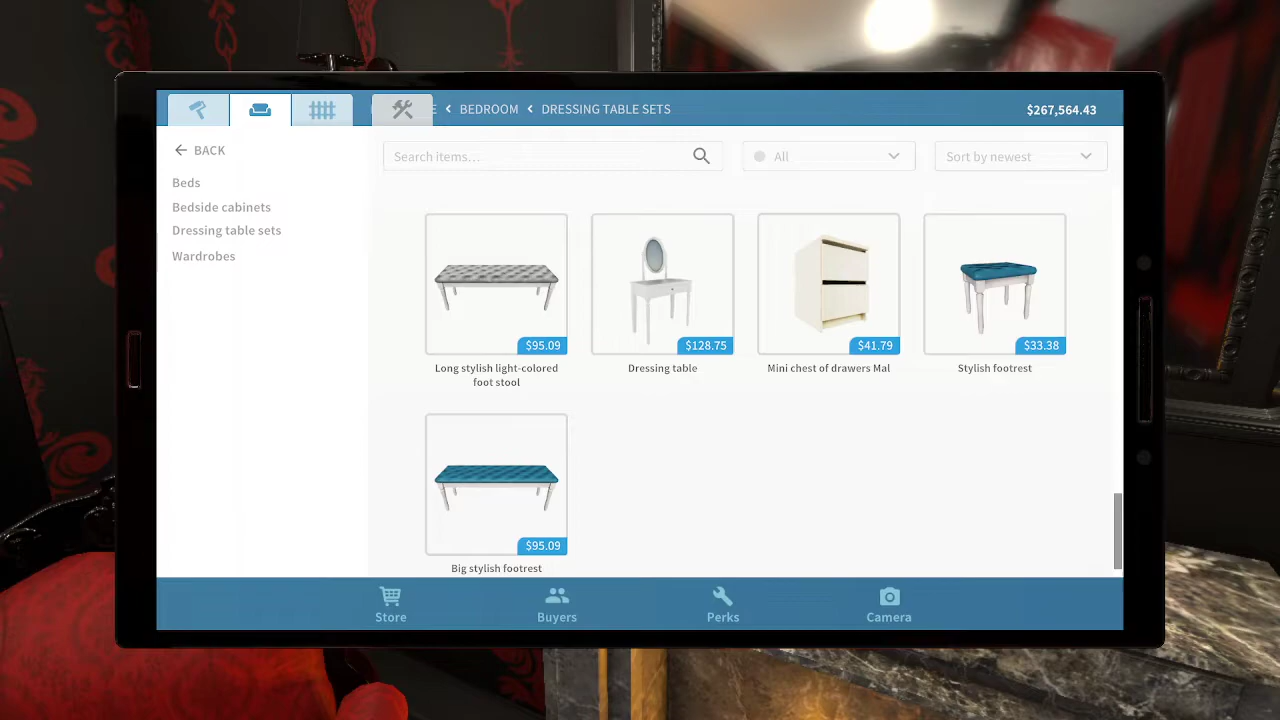 E < BEDROOM < DRESSING TABLE SETS
$267,564.43
← BACK
Search items...
All
Sort by newest
Beds
Bedside cabinets
Dressing table sets
Wardrobes
$95.09
$128.75
$41.79
$33.38
Long stylish light-colored
foot stool
Dressing table
Mini chest of drawers Mal
Stylish footrest
$95.09
Big stylish footrest
Store
Buyers
Perks
Camera